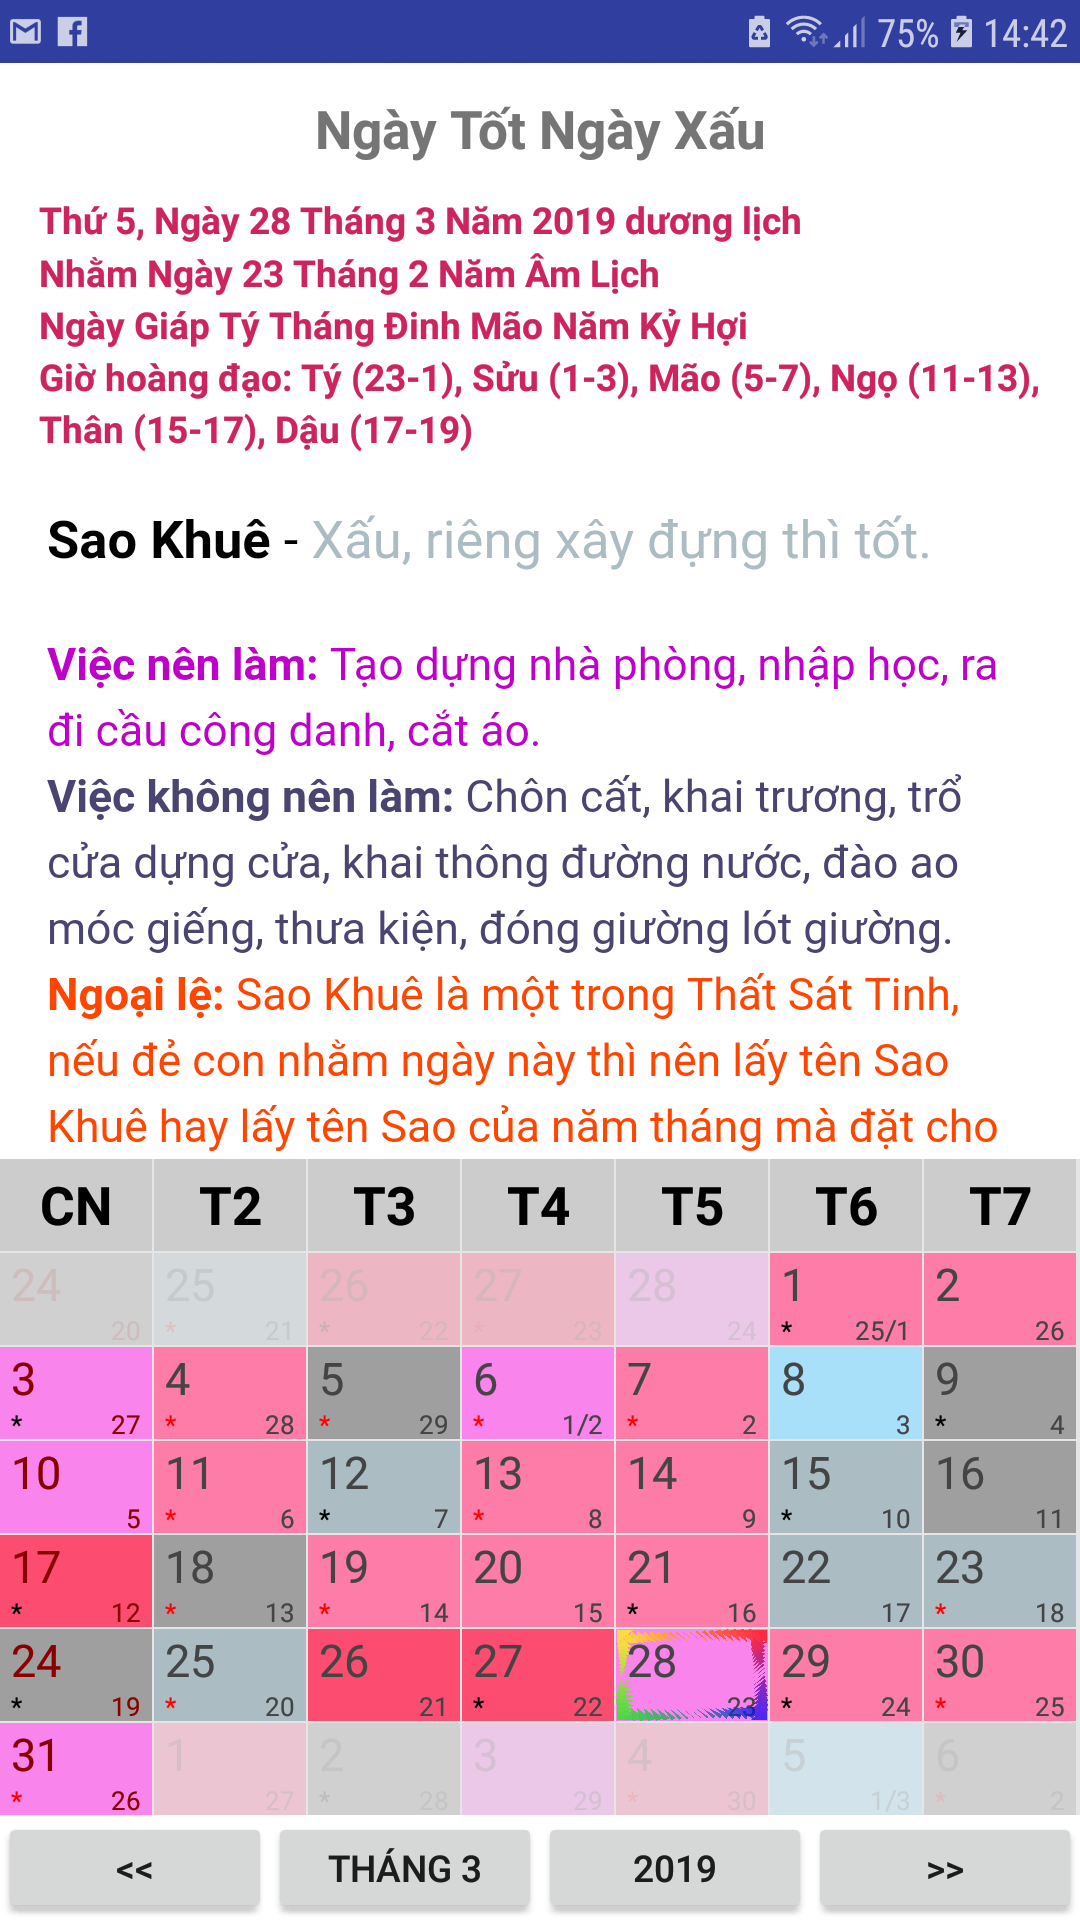 75% 14:42
Ngày Tốt Ngày Xấu
Thứ 5, Ngày 28 Tháng 3 Năm 2019 dương lịch
Nhằm Ngày 23 Tháng 2 Năm Âm Lịch
Ngày Giáp Tý Tháng Đinh Mão Năm Kỷ Hợi
Giờ hoàng đạo: Tý (23-1), Sửu (1-3), Mão (5-7), Ngọ (11-13),
Thân (15-17), Dậu (17-19)
Sao Khuê - Xấu, riêng xây đựng thì tốt.
Việc nên làm: Tạo dựng nhà phòng, nhập học, ra
đi cầu công danh, cắt áo.
Việc không nên làm: Chôn cất, khai trương, trổ
cửa dựng cửa, khai thông đường nước, đào ao
móc giếng, thưa kiện, đóng giường lót giường.
Ngoại lệ: Sao Khuê là một trong Thất Sát Tinh,
nếu đẻ con nhằm ngày này thì nên lấy tên Sao
Khuê hay lấy tên Sao của năm tháng mà đặt cho
CN T2 T3 T4 T5 T6 T7
24 25 26 27 28 1 2
20 * 21 * 22 * 23 24 * 25/1 26
3 4 5 6 7 8 9
* 27 * 28 * 29 * 1/2 * 2 3 * 4
10 11 12 13 14 15 16
5 * 6 * 7 * 8 9 * 10 11
17 18 19 20 21 22 23
* 12 * 13 * 14 15 * 16 17 * 18
24 25 26 27 28 29 30
* 19 * 20 21 * 22 23 * 24 * 25
31 1 2 3 4 5 6
* 26 27 * 28 29 * 30 1/3 * 2
<< THÁNG 3 2019 >>